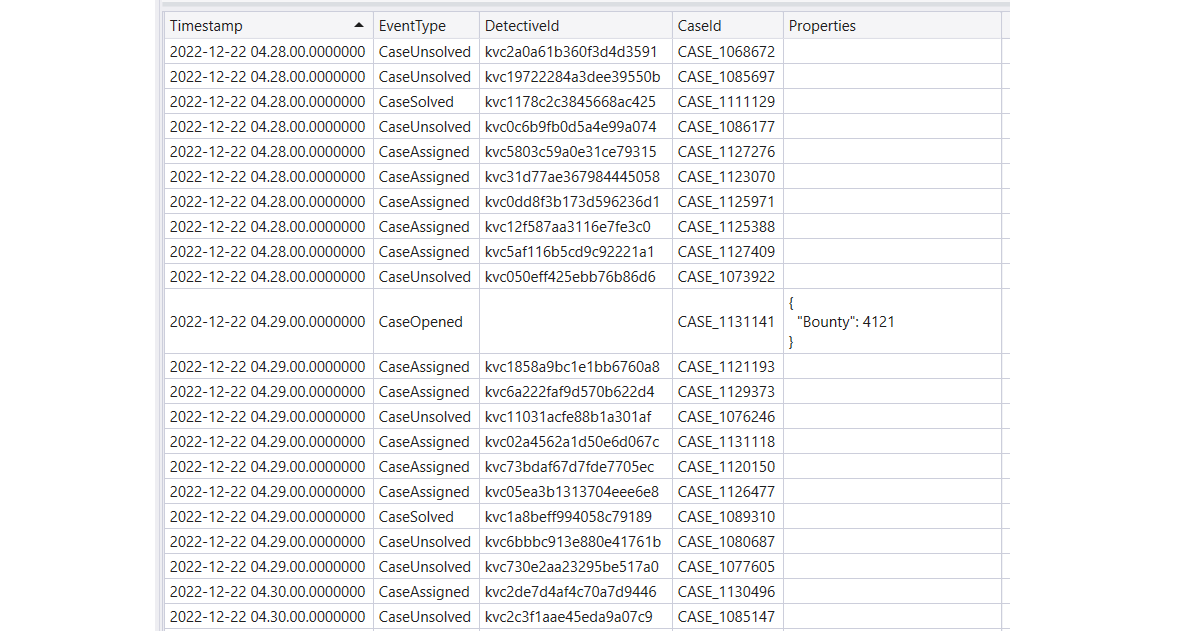 Timestamp EventType DetectiveId CaseId Properties
2022-12-22 04.28.00.0000000 CaseUnsolved kvc2a0a61b360f3d4d3591 CASE_1068672
2022-12-22 04.28.00.0000000 CaseUnsolved kvc19722284a3dee39550b CASE_1085697
2022-12-22 04.28.00.0000000 CaseSolved kvc1178c2c3845668ac425 CASE_1111129
2022-12-22 04.28.00.0000000 CaseUnsolved kvc0c6b9fb0d5a4e99a074 CASE_1086177
2022-12-22 04.28.00.0000000 CaseAssigned kvc5803c59a0e31ce79315 CASE_1127276
2022-12-22 04.28.00.0000000 CaseAssigned kvc31d77ae367984445058 CASE_1123070
2022-12-22 04.28.00.0000000 CaseAssigned kvc0dd8f3b173d596236d1 CASE_1125971
2022-12-22 04.28.00.0000000 CaseAssigned kvc12f587aa3116e7fe3c0 CASE_1125388
2022-12-22 04.28.00.0000000 CaseAssigned kvc5af116b5cd9c92221a1 CASE_1127409
2022-12-22 04.28.00.0000000 CaseUnsolved kvc050eff425ebb76b86d6 CASE_1073922
{
2022-12-22 04.29.00.0000000 CaseOpened CASE_1131141 "Bounty": 4121
}
2022-12-22 04.29.00.0000000 CaseAssigned kvc1858a9bc1e1bb6760a8 CASE_1121193
2022-12-22 04.29.00.0000000 CaseAssigned kvc6a222faf9d570b622d4 CASE_1129373
2022-12-22 04.29.00.0000000 CaseUnsolved kvc11031acfe88b1a301af CASE_1076246
2022-12-22 04.29.00.0000000 CaseAssigned kvc02a4562a1d50e6d067c CASE_1131118
2022-12-22 04.29.00.0000000 CaseAssigned kvc73bdaf67d7fde7705ec CASE_1120150
2022-12-22 04.29.00.0000000 CaseAssigned kvc05ea3b1313704eee6e8 CASE_1126477
2022-12-22 04.29.00.0000000 CaseSolved kvc1a8beff994058c79189 CASE_1089310
2022-12-22 04.29.00.0000000 CaseUnsolved kvc6bbbc913e880e41761b CASE_1080687
2022-12-22 04.29.00.0000000 CaseUnsolved kvc730e2aa23295be517a0 CASE_1077605
2022-12-22 04.30.00.0000000 CaseAssigned kvc2de7d4af4c70a7d9446 CASE_1130496
2022-12-22 04.30.00.0000000 CaseUnsolved kvc2c3f1aae45eda9a07c9 CASE_1085147